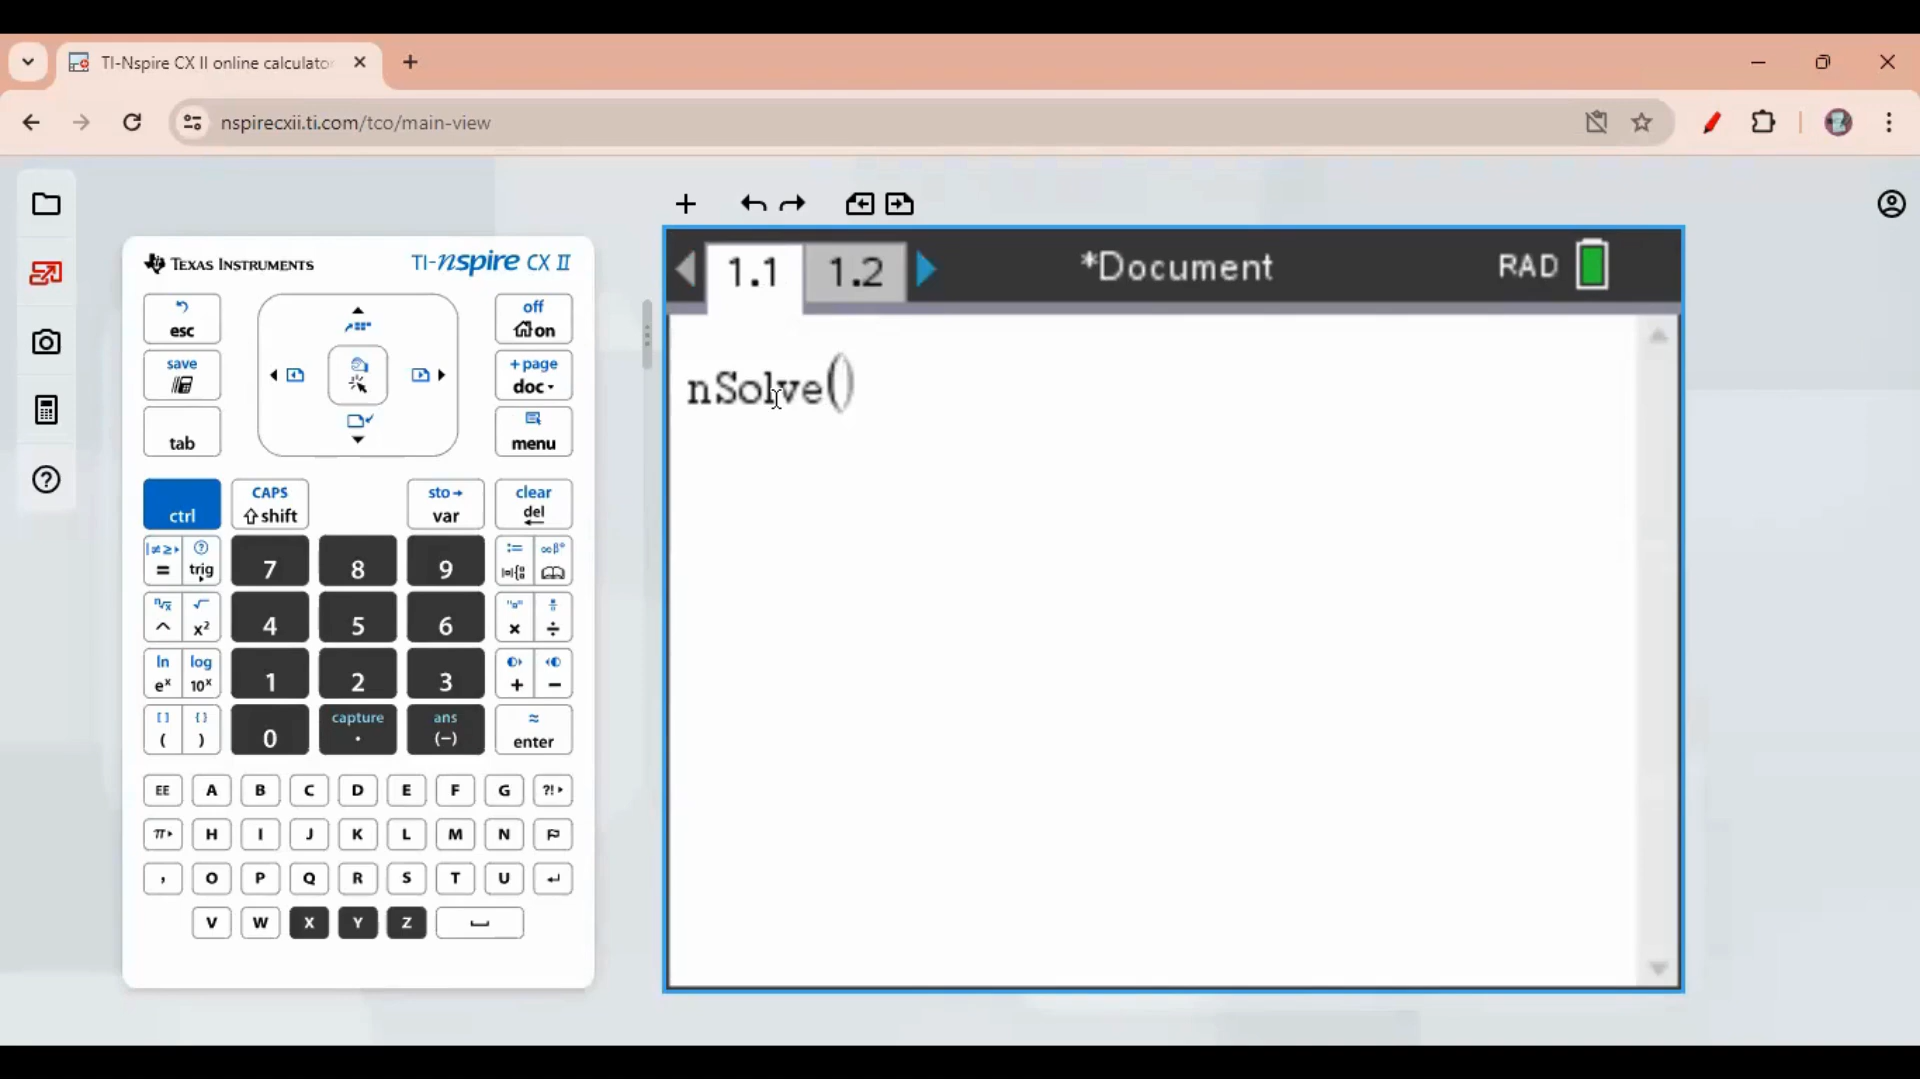 TI-Nspire CX II online calculator
nspirecxii.ti.com/tco/main-view
TEXAS INSTRUMENTS
TI-nspire CX II
esc
off
on
save
+ page
doc
tab
menu
ctrl
CAPS
shift
sto→
var
clear
del
|≠≥▸
=
trig
7
8
9
:=
∞β°
ⁿ√x
^
√
x²
4
5
6
"□"
×
÷
ln
eˣ
log
10ˣ
1
2
3
+
−
[ ]
(
{ }
)
0
capture
.
ans
(−)
≈
enter
EE
A
B
C
D
E
F
G
?!▸
π▸
H
I
J
K
L
M
N
,
O
P
Q
R
S
T
U
V
W
X
Y
Z
1.1
1.2
*Document
RAD
nSolve()